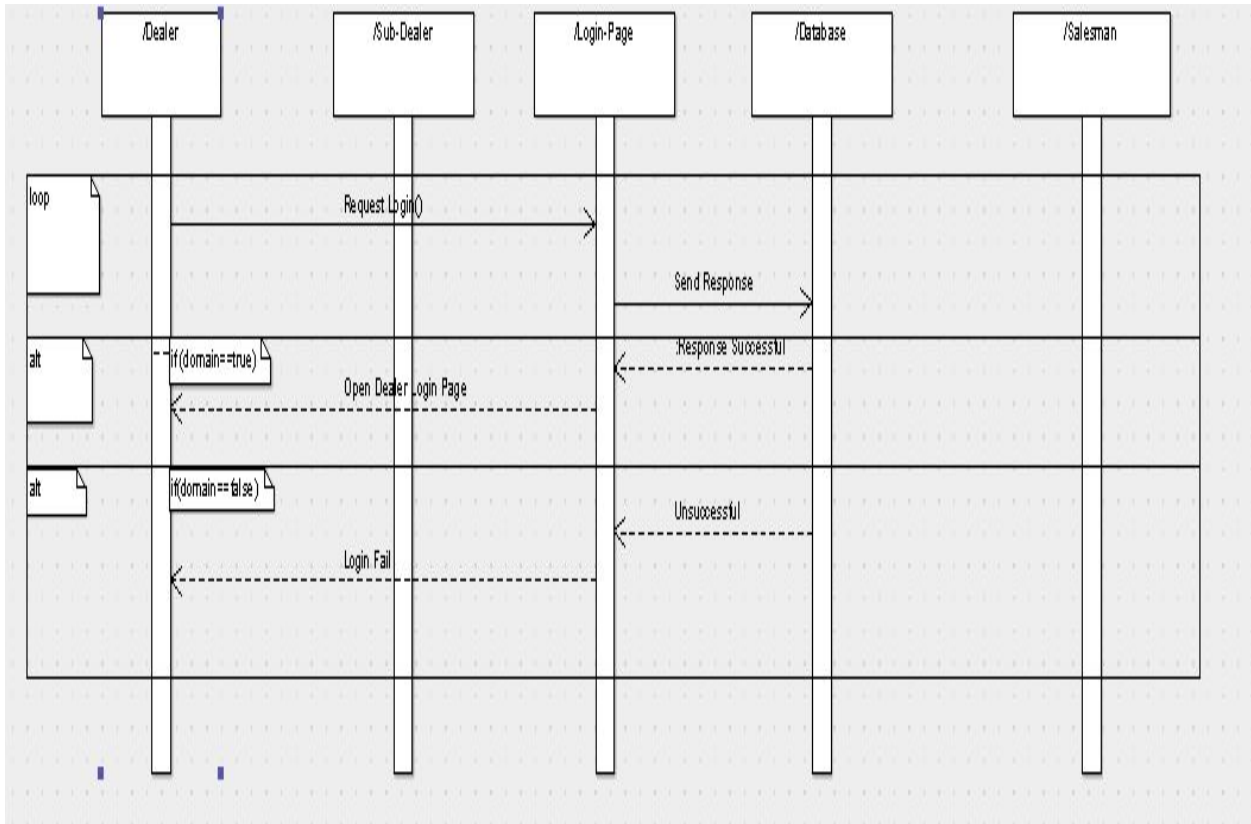 /Dealer
/Sub-Dealer
/Login-Page
/Database
/Salesman
loop
Request Login()
Send Response
alt
if(domain==true)
:Response Successful
Open Dealer Login Page
alt
if(domain==false)
Unsuccessful
Login Fail